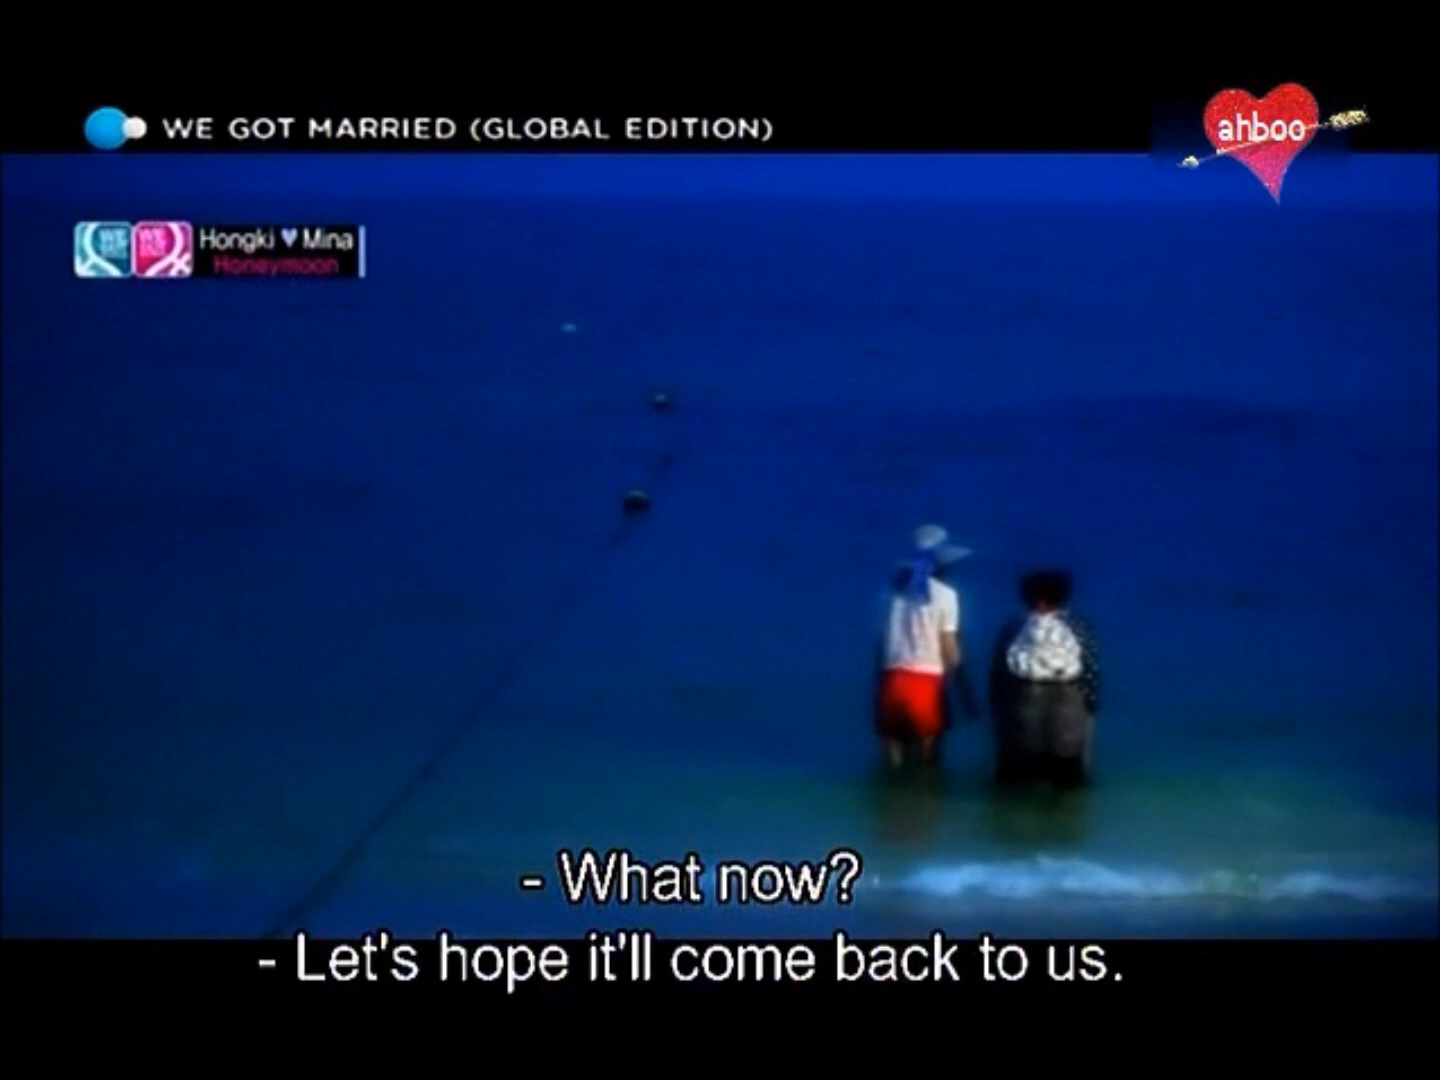 WE GOT MARRIED (GLOBAL EDITION)
ahboo
Hongki ♥ Mina
Honeymoon
- What now?
- Let's hope it'll come back to us.